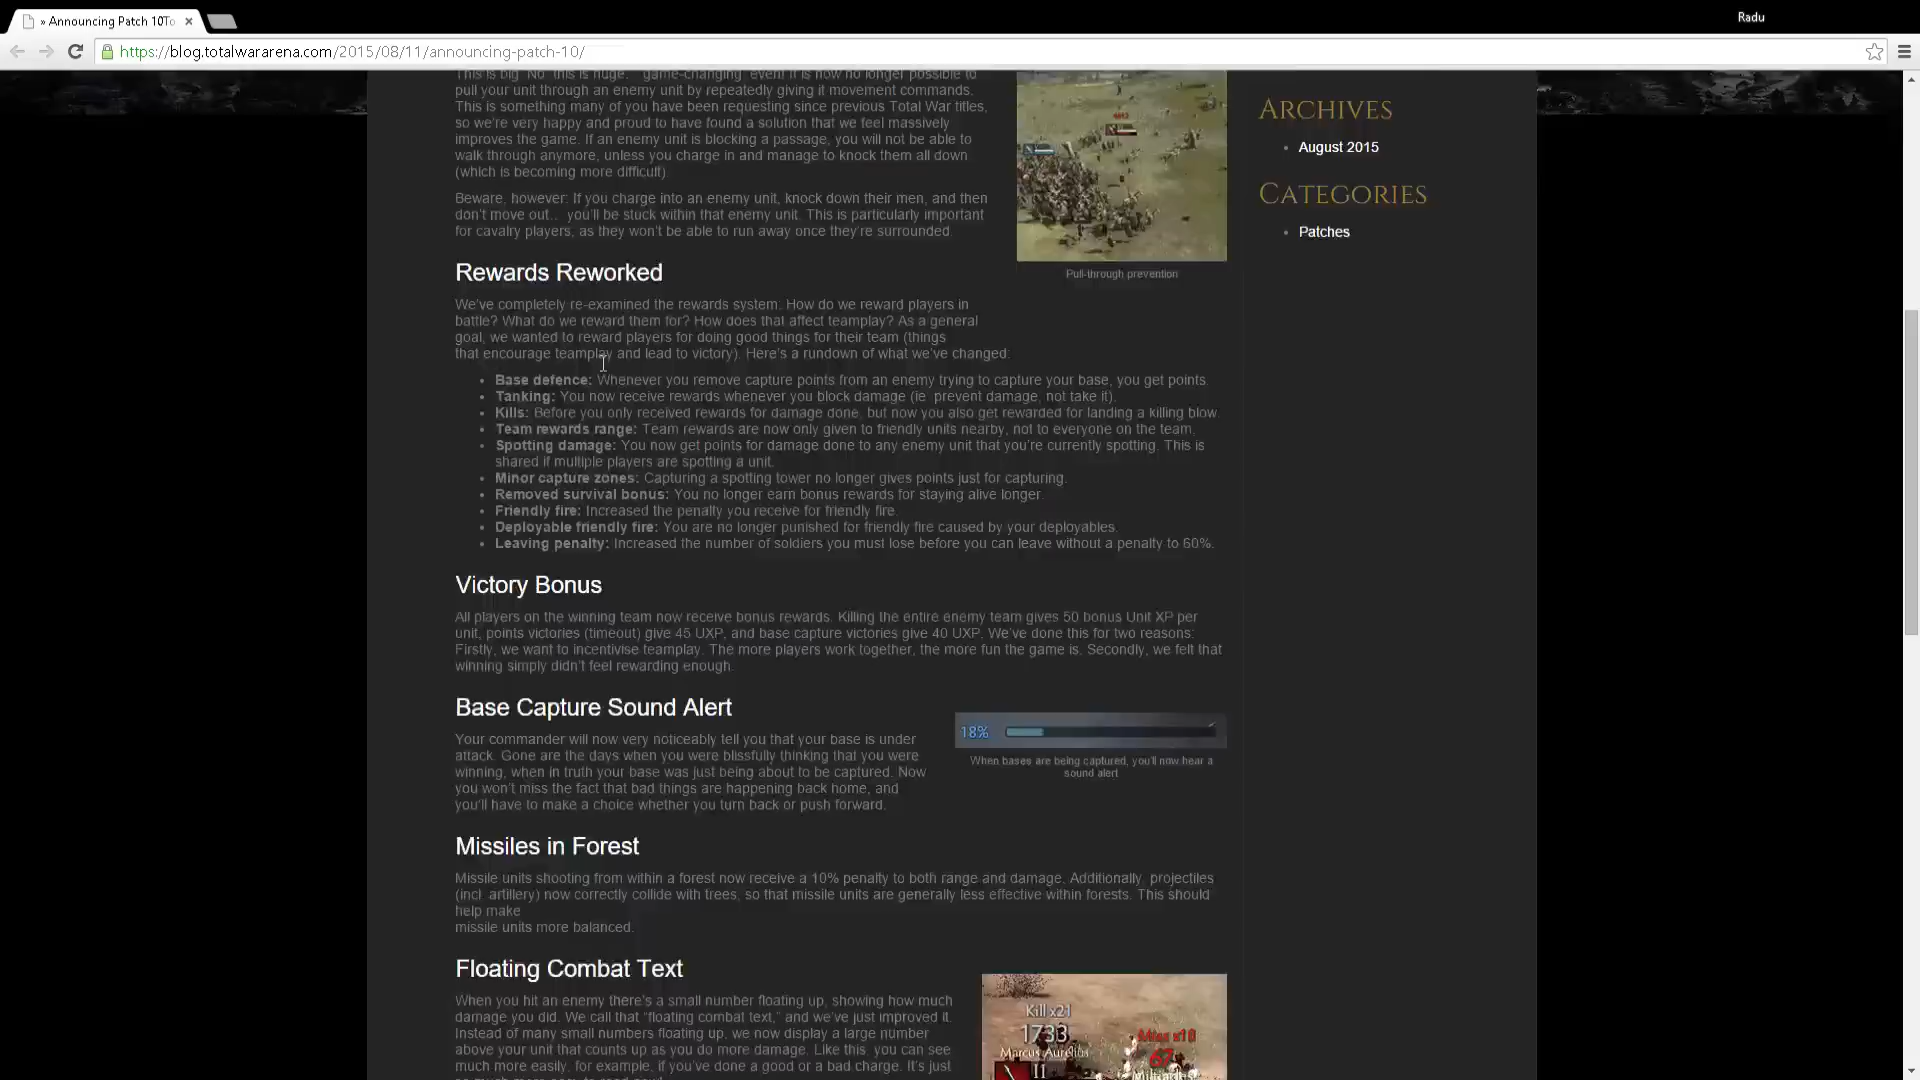 » Announcing Patch 10To
Radu
https://blog.totalwararena.com/2015/08/11/announcing-patch-10/
This is big. No, this is huge. "game-changing" even! It is now no longer possible to
pull your unit through an enemy unit by repeatedly giving it movement commands.
This is something many of you have been requesting since previous Total War titles,
so we're very happy and proud to have found a solution that we feel massively
improves the game. If an enemy unit is blocking a passage, you will not be able to
walk through anymore, unless you charge in and manage to knock them all down
(which is becoming more difficult).
Beware, however: If you charge into an enemy unit, knock down their men, and then
don't move out… you'll be stuck within that enemy unit. This is particularly important
for cavalry players, as they won't be able to run away once they're surrounded.
Pull-through prevention
Rewards Reworked
We've completely re-examined the rewards system: How do we reward players in
battle? What do we reward them for? How does that affect teamplay? As a general
goal, we wanted to reward players for doing good things for their team (things
that encourage teamplay and lead to victory). Here's a rundown of what we've changed:
• Base defence: Whenever you remove capture points from an enemy trying to capture your base, you get points.
• Tanking: You now receive rewards whenever you block damage (ie. prevent damage, not take it).
• Kills: Before you only received rewards for damage done, but now you also get rewarded for landing a killing blow.
• Team rewards range: Team rewards are now only given to friendly units nearby, not to everyone on the team.
• Spotting damage: You now get points for damage done to any enemy unit that you're currently spotting. This is
shared if multiple players are spotting a unit.
• Minor capture zones: Capturing a spotting tower no longer gives points just for capturing.
• Removed survival bonus: You no longer earn bonus rewards for staying alive longer.
• Friendly fire: Increased the penalty you receive for friendly fire.
• Deployable friendly fire: You are no longer punished for friendly fire caused by your deployables.
• Leaving penalty: Increased the number of soldiers you must lose before you can leave without a penalty to 60%.
Victory Bonus
All players on the winning team now receive bonus rewards. Killing the entire enemy team gives 50 bonus Unit XP per
unit, points victories (timeout) give 45 UXP, and base capture victories give 40 UXP. We've done this for two reasons:
Firstly, we want to incentivise teamplay. The more players work together, the more fun the game is. Secondly, we felt that
winning simply didn't feel rewarding enough.
Base Capture Sound Alert
Your commander will now very noticeably tell you that your base is under
attack. Gone are the days when you were blissfully thinking that you were
winning, when in truth your base was just being about to be captured. Now
you won't miss the fact that bad things are happening back home, and
you'll have to make a choice whether you turn back or push forward.
18%
When bases are being captured, you'll now hear a
sound alert
Missiles in Forest
Missile units shooting from within a forest now receive a 10% penalty to both range and damage. Additionally, projectiles
(incl. artillery) now correctly collide with trees, so that missile units are generally less effective within forests. This should
help make
missile units more balanced.
Floating Combat Text
When you hit an enemy there's a small number floating up, showing how much
damage you did. We call that "floating combat text," and we've just improved it.
Instead of many small numbers floating up, we now display a large number
above your unit that counts up as you do more damage. Like this, you can see
much more easily, for example, if you've done a good or a bad charge. It's just
Kill x21
1733
Marcus Aurelius
II
67
Archives
• August 2015
Categories
• Patches